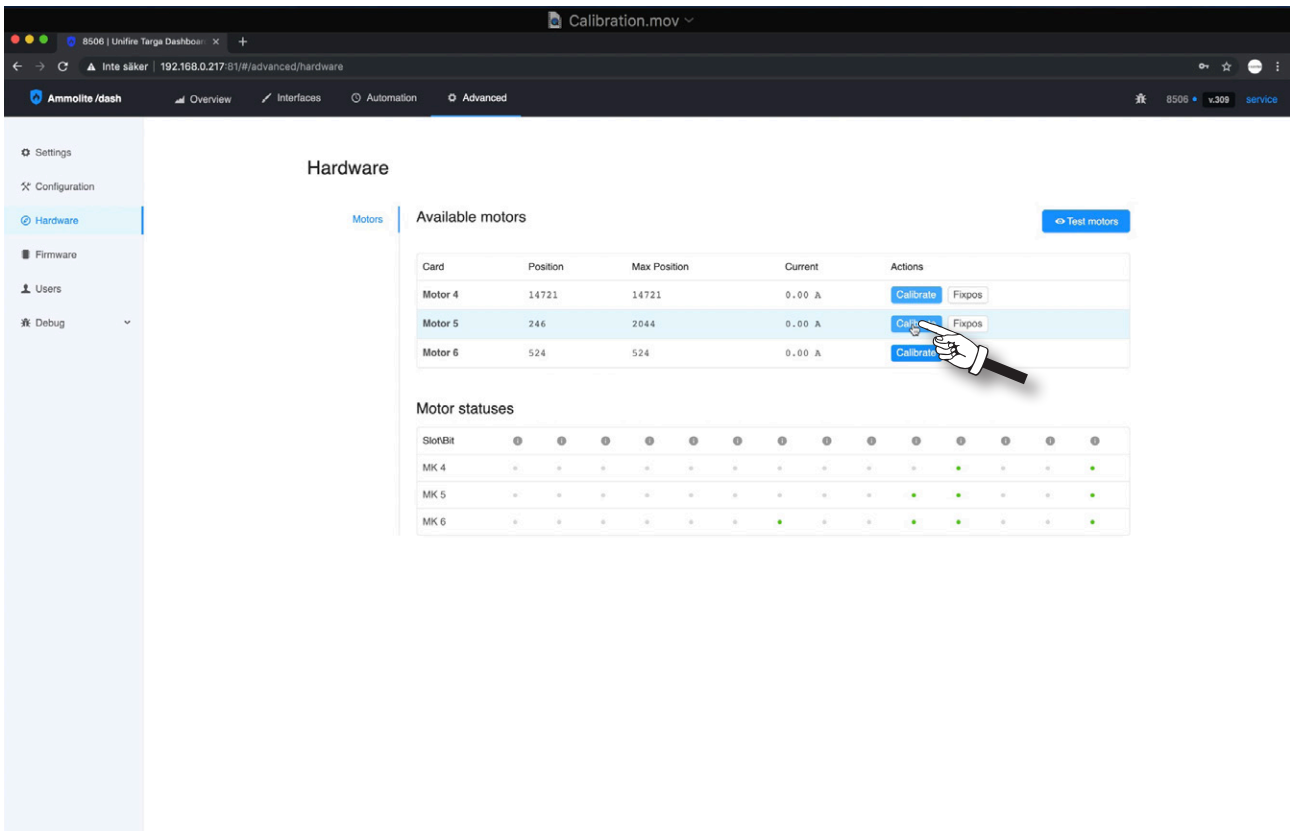 Calibration.mov
8506 | Unifire Targa Dashboar
Inte säker | 192.168.0.217:81/#/advanced/hardware
Ammolite /dash Overview Interfaces Automation Advanced 8506 v.309 service
Settings
Configuration
Hardware
Firmware
Users
Debug
Hardware
Motors
Available motors
Test motors
Card Position Max Position Current Actions
Motor 4 14721 14721 0.00 A Calibrate Fixpos
Motor 5 246 2044 0.00 A Calibrate Fixpos
Motor 6 524 524 0.00 A Calibrate
Motor statuses
Slot\Bit
MK 4
MK 5
MK 6